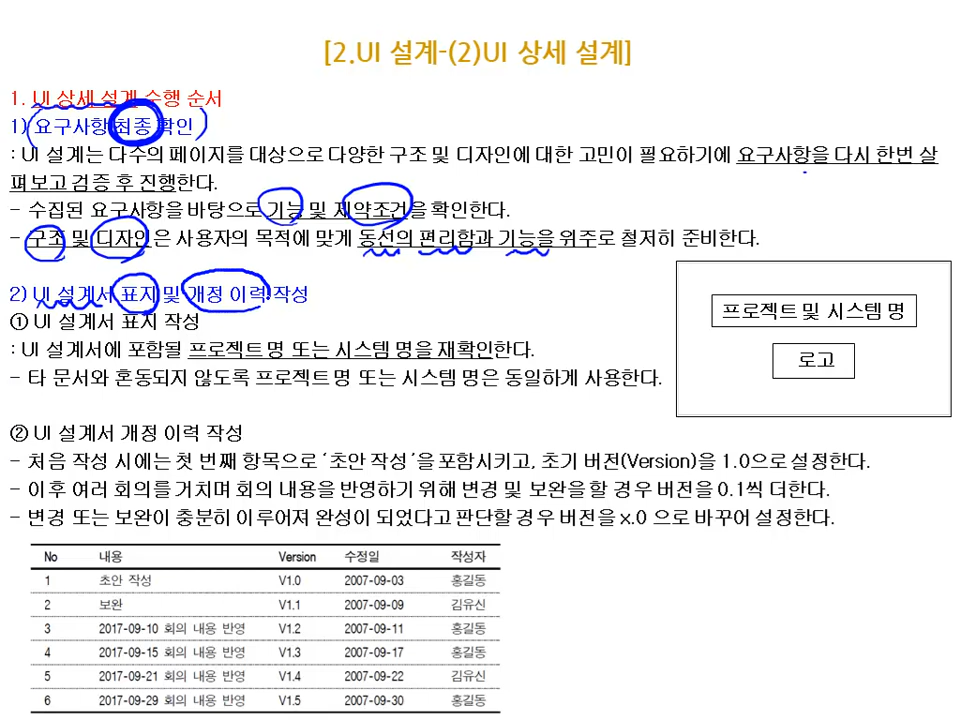 [2.UI 설계-(2)UI 상세 설계]
1. UI 상세 설계 수행 순서
1) 요구사항 최종 확인
: UI 설계는 다수의 페이지를 대상으로 다양한 구조 및 디자인에 대한 고민이 필요하기에 요구사항을 다시 한번 살
펴보고 검증 후 진행한다.
- 수집된 요구사항을 바탕으로 기능 및 제약조건을 확인한다.
- 구조 및 디자인은 사용자의 목적에 맞게 동선의 편리함과 기능을 위주로 철저히 준비한다.
2) UI 설계서 표지 및 개정 이력 작성
① UI 설계서 표지 작성
: UI 설계서에 포함될 프로젝트 명 또는 시스템 명을 재확인한다.
- 타 문서와 혼동되지 않도록 프로젝트 명 또는 시스템 명은 동일하게 사용한다.
프로젝트 및 시스템 명
로고
② UI 설계서 개정 이력 작성
- 처음 작성 시에는 첫 번째 항목으로 '초안 작성'을 포함시키고, 초기 버전(Version)을 1.0으로 설정한다.
- 이후 여러 회의를 거치며 회의 내용을 반영하기 위해 변경 및 보완을 할 경우 버전을 0.1씩 더한다.
- 변경 또는 보완이 충분히 이루어져 완성이 되었다고 판단할 경우 버전을 x.0 으로 바꾸어 설정한다.
No 내용 Version 수정일 작성자
1 초안 작성 V1.0 2007-09-03 홍길동
2 보완 V1.1 2007-09-09 김유신
3 2017-09-10 회의 내용 반영 V1.2 2007-09-11 홍길동
4 2017-09-15 회의 내용 반영 V1.3 2007-09-17 홍길동
5 2017-09-21 회의 내용 반영 V1.4 2007-09-22 김유신
6 2017-09-29 회의 내용 반영 V1.5 2007-09-30 홍길동